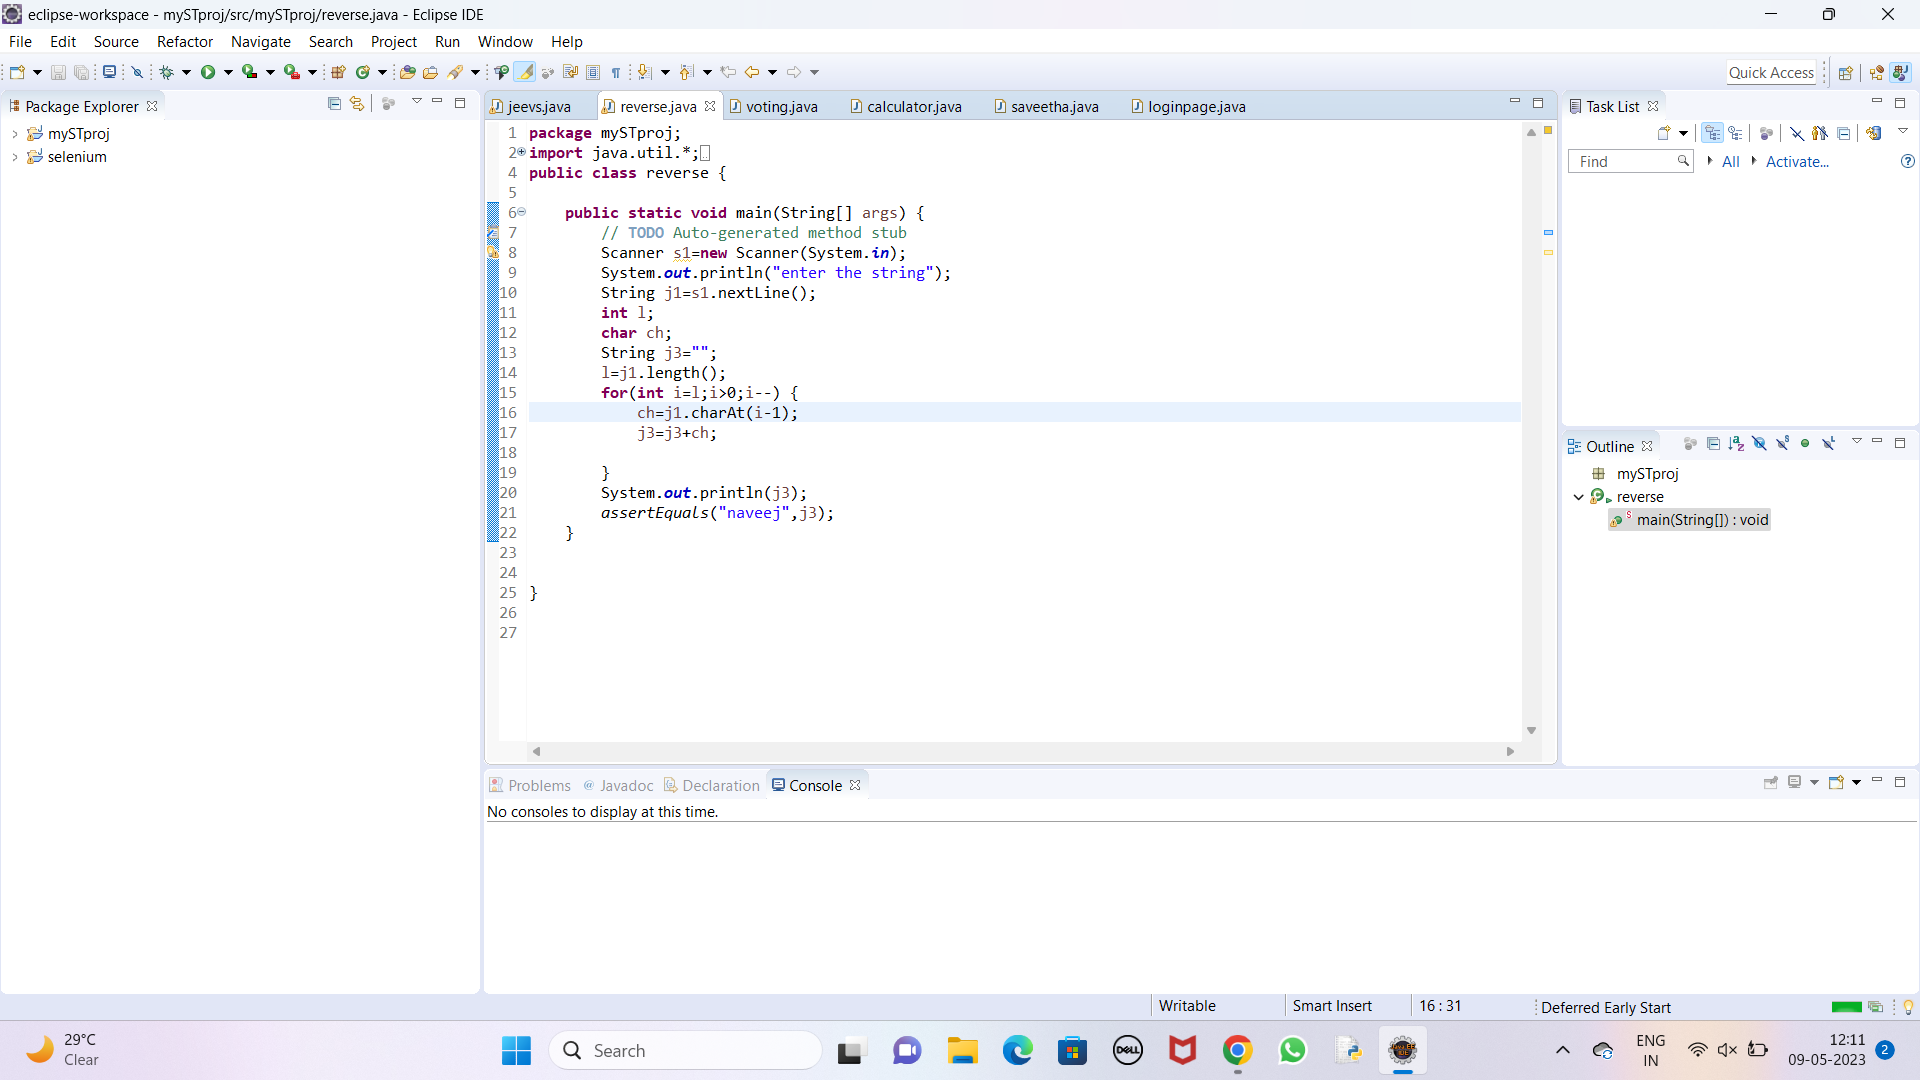 eclipse-workspace - mySTproj/src/mySTproj/reverse.java - Eclipse IDE
File Edit Source Refactor Navigate Search Project Run Window Help
Quick Access
Package Explorer
mySTproj
selenium
jeevs.java reverse.java voting.java calculator.java saveetha.java loginpage.java
1 package mySTproj;
2 import java.util.*;
4 public class reverse {
5
6 public static void main(String[] args) {
7 // TODO Auto-generated method stub
8 Scanner s1=new Scanner(System.in);
9 System.out.println("enter the string");
10 String j1=s1.nextLine();
11 int l;
12 char ch;
13 String j3="";
14 l=j1.length();
15 for(int i=l;i>0;i--) {
16 ch=j1.charAt(i-1);
17 j3=j3+ch;
18
19 }
20 System.out.println(j3);
21 assertEquals("naveej",j3);
22 }
23
24
25 }
26
27
Task List
Find All Activate...
Outline
mySTproj
reverse
main(String[]) : void
Problems Javadoc Declaration Console
No consoles to display at this time.
Writable Smart Insert 16 : 31 Deferred Early Start
29°C
Clear
Search
DELL
ENG
IN
12:11
09-05-2023
2